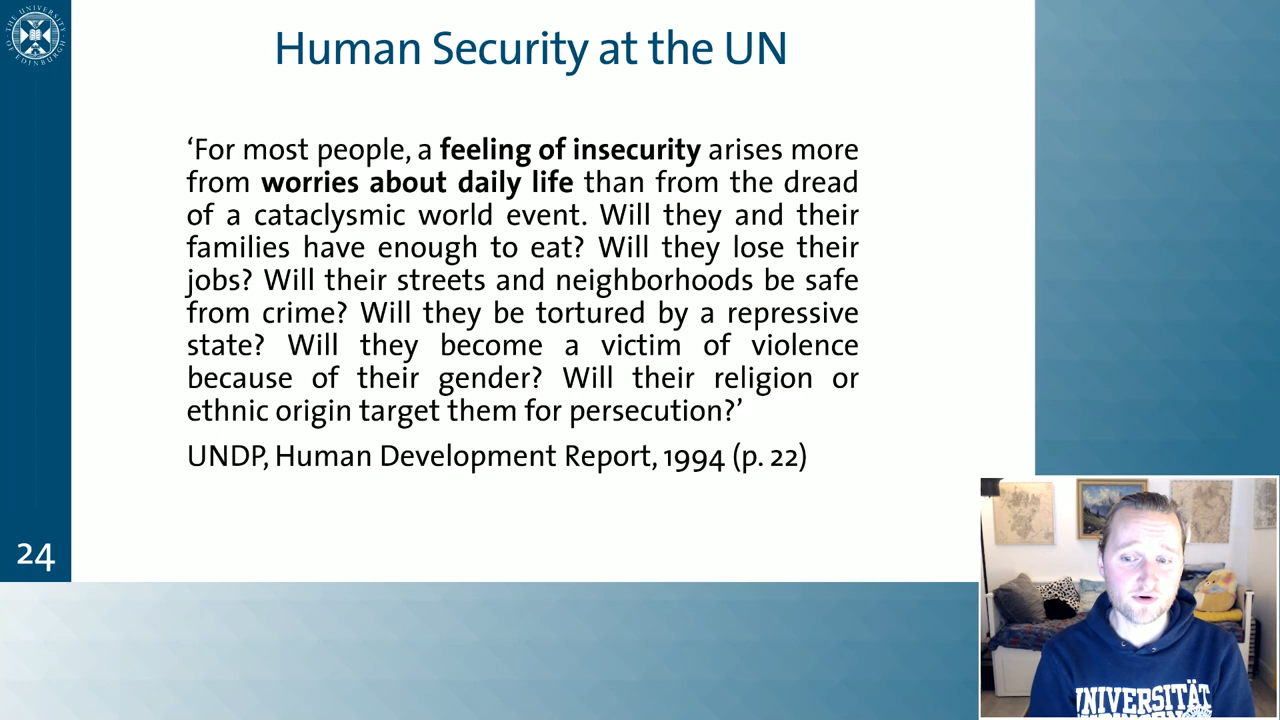 THE UNIVERSITY OF EDINBURGH
Human Security at the UN
‘For most people, a feeling of insecurity arises more
from worries about daily life than from the dread
of a cataclysmic world event. Will they and their
families have enough to eat? Will they lose their
jobs? Will their streets and neighborhoods be safe
from crime? Will they be tortured by a repressive
state? Will they become a victim of violence
because of their gender? Will their religion or
ethnic origin target them for persecution?’
UNDP, Human Development Report, 1994 (p. 22)
24
UNIVERSITÄT